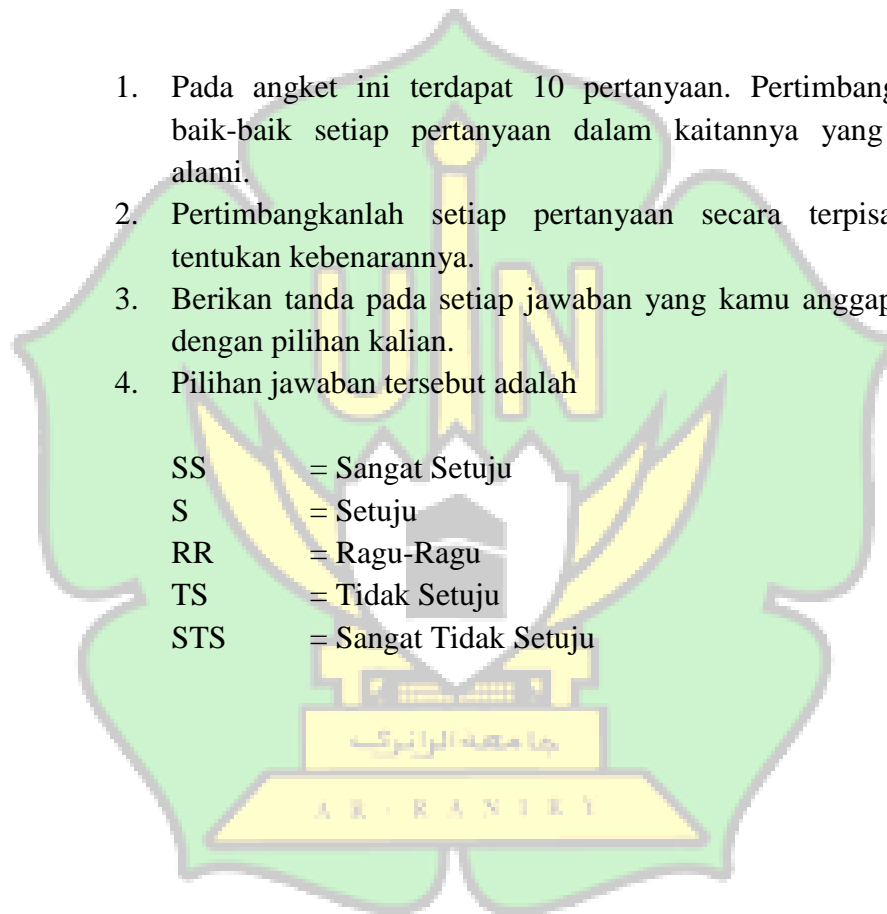 1. Pada angket ini terdapat 10 pertanyaan. Pertimbang
baik-baik setiap pertanyaan dalam kaitannya yang
alami.
2. Pertimbangkanlah setiap pertanyaan secara terpisa
tentukan kebenarannya.
3. Berikan tanda pada setiap jawaban yang kamu anggap
dengan pilihan kalian.
4. Pilihan jawaban tersebut adalah
SS = Sangat Setuju
S = Setuju
RR = Ragu-Ragu
TS = Tidak Setuju
STS = Sangat Tidak Setuju
UIN
جامعة الرانري
AR-RANIRY